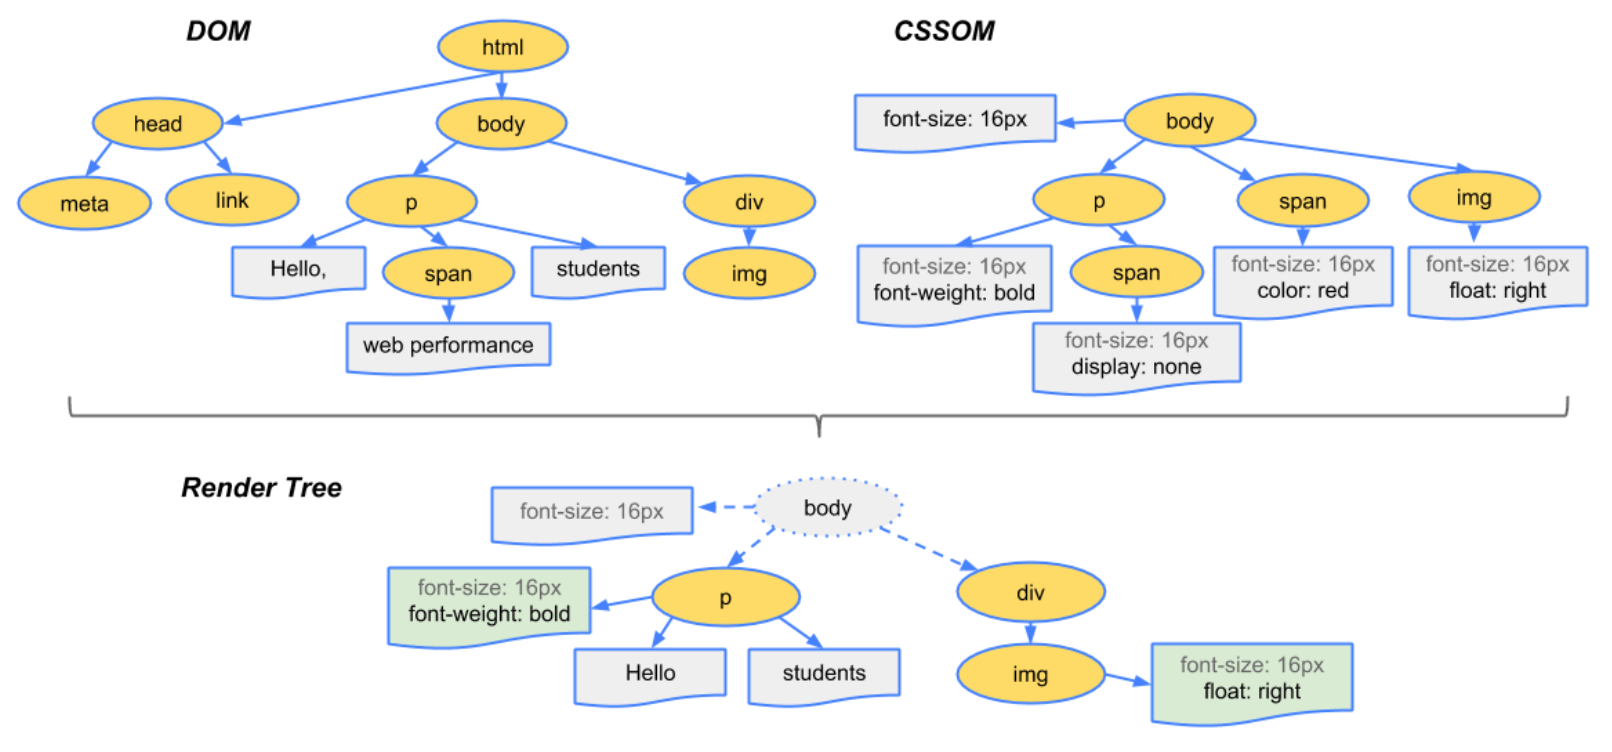 DOM
html
head
body
meta
link
p
div
Hello,
span
students
img
web performance
CSSOM
font-size: 16px
body
p
span
img
font-size: 16px
font-weight: bold
span
font-size: 16px
color: red
font-size: 16px
float: right
font-size: 16px
display: none
Render Tree
font-size: 16px
body
font-size: 16px
font-weight: bold
p
div
Hello
students
img
font-size: 16px
float: right